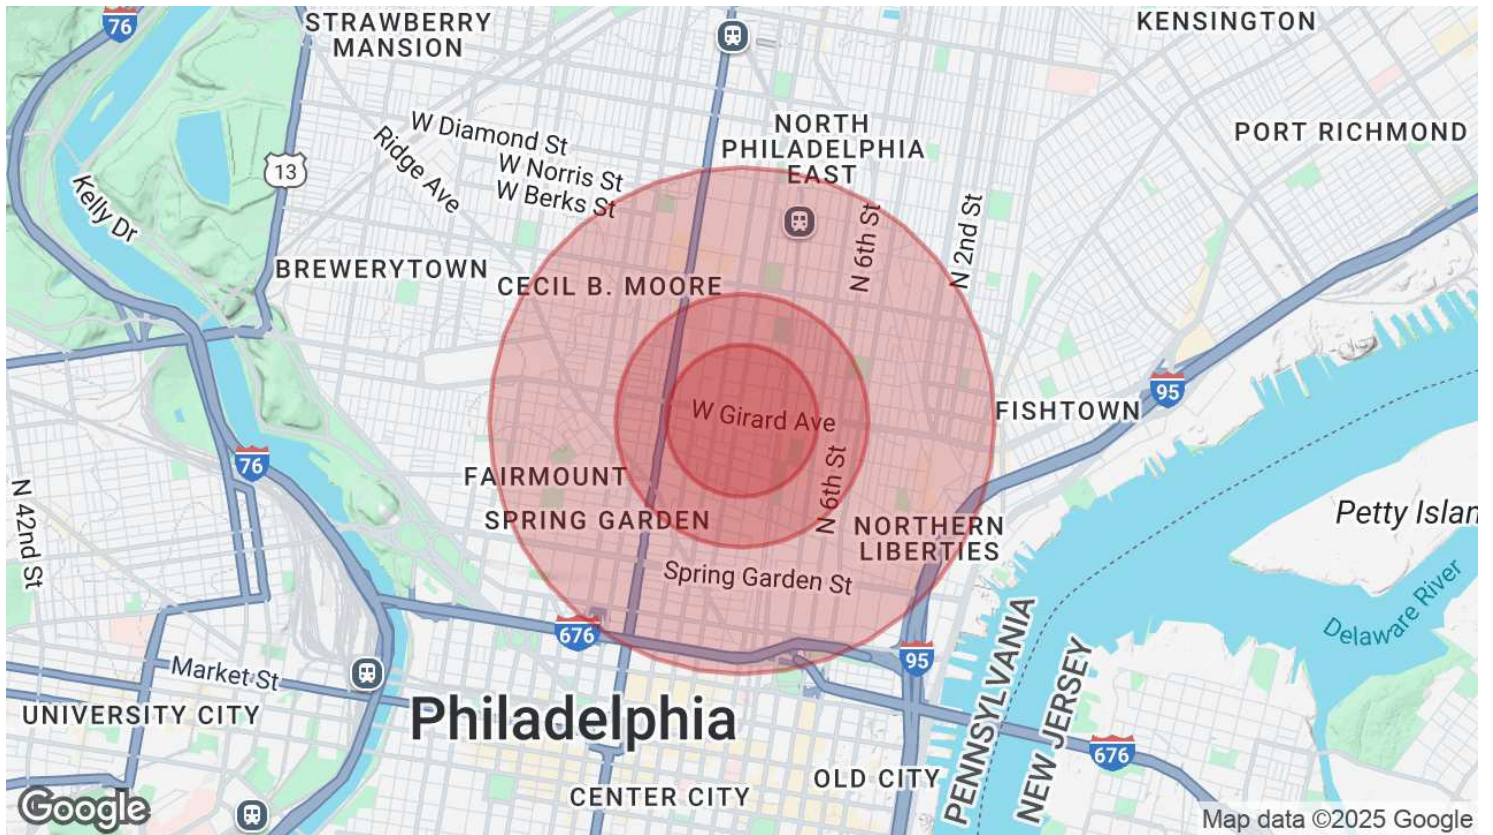 76
STRAWBERRY
MANSION
KENSINGTON
W Diamond St
Ridge Ave
W Norris St
W Berks St
NORTH
PHILADELPHIA
EAST
PORT RICHMOND
13
Kelly Dr
N 6th St
N 2nd St
BREWERYTOWN
CECIL B. MOORE
95
W Girard Ave
FISHTOWN
76
FAIRMOUNT
N 6th St
N 42nd St
SPRING GARDEN
NORTHERN
LIBERTIES
Petty Islan
Spring Garden St
Delaware River
676
95
PENNSYLVANIA
NEW JERSEY
Market St
UNIVERSITY CITY
Philadelphia
676
OLD CITY
CENTER CITY
Google
Map data ©2025 Google